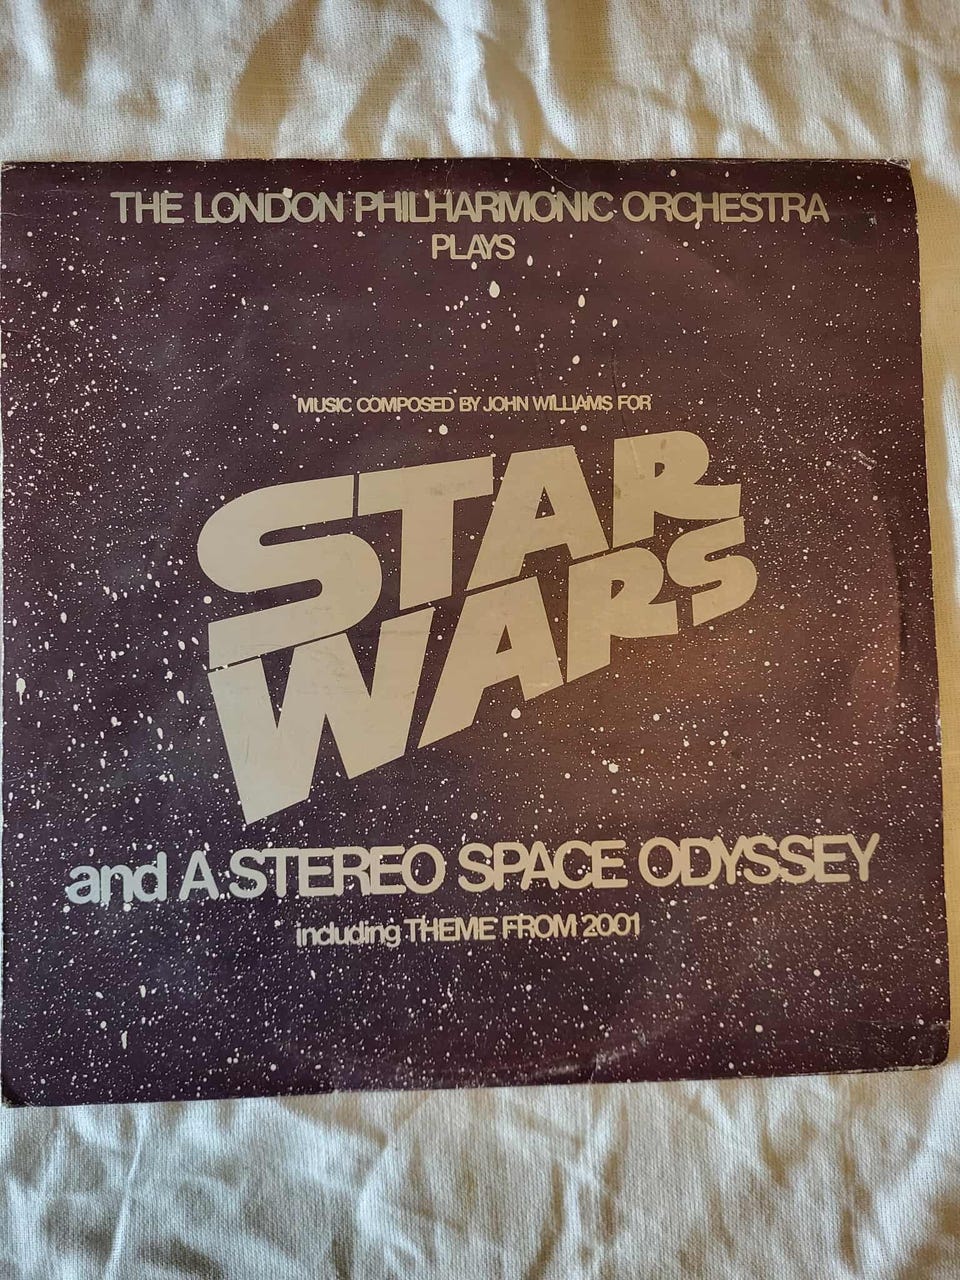 THE LONDON PHILHARMONIC ORCHESTRA
PLAYS
MUSIC COMPOSED BY JOHN WILLIAMS FOR
STAR
WARS
and A STEREO SPACE ODYSSEY
including THEME FROM 2001